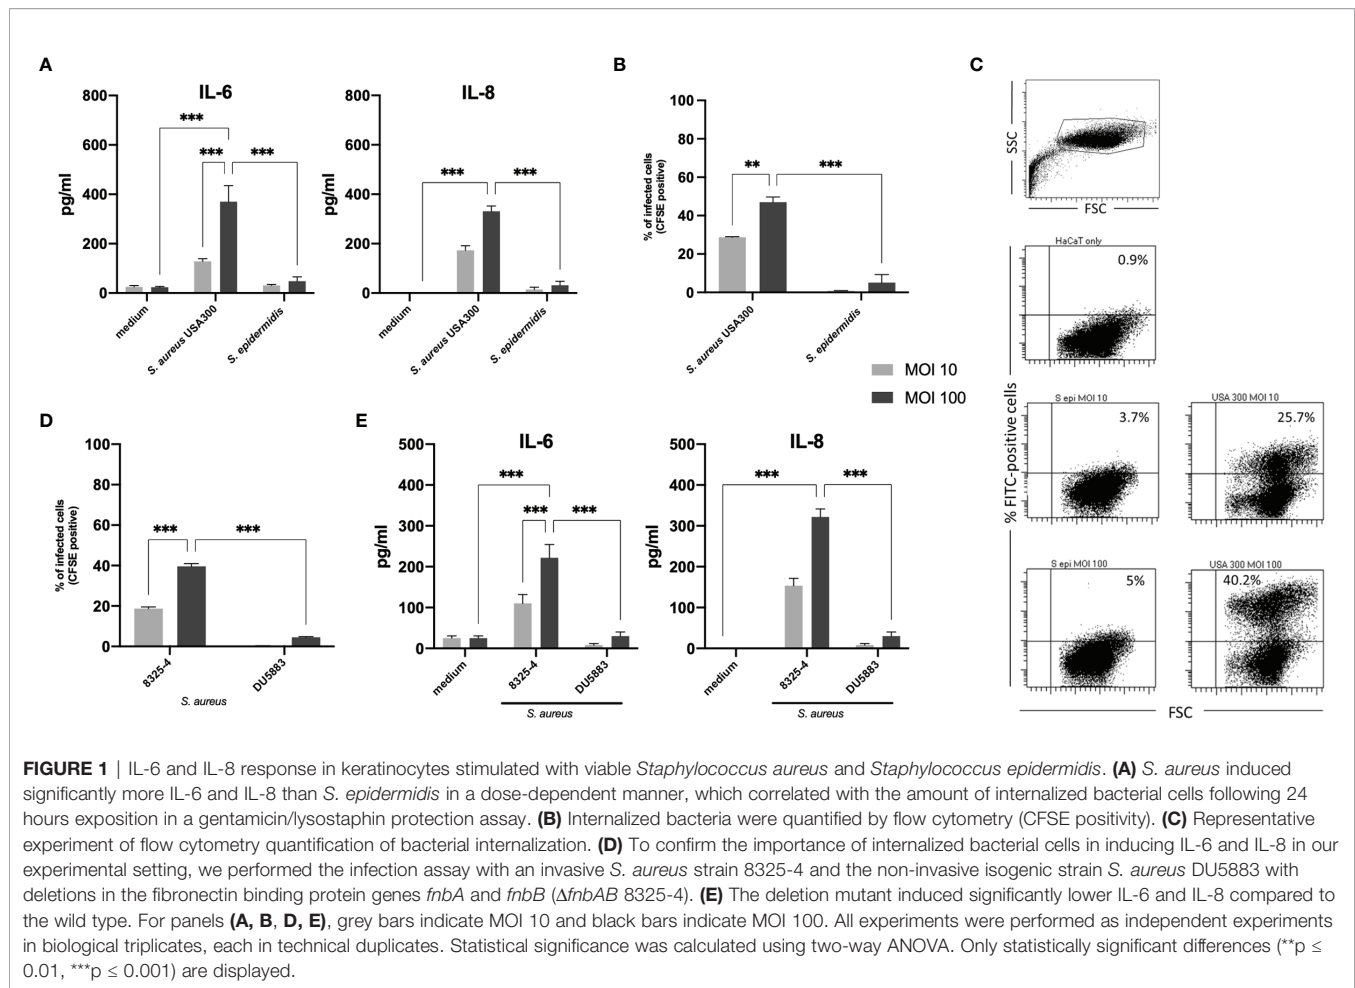 A
IL-6
pg/ml
800
600
400
200
0
***
***
***
medium
S. aureus USA300
S. epidermidis
IL-8
pg/ml
800
600
400
200
0
***
***
medium
S. aureus USA300
S. epidermidis
B
% of infected cells
(CFSE positive)
100
80
60
40
20
0
**
***
S. aureus USA300
S. epidermidis
MOI 10
MOI 100
C
SSC
FSC
% FITC-positive cells
HaCaT only
0.9%
S epi MOI 10
3.7%
USA 300 MOI 10
25.7%
S epi MOI 100
5%
USA 300 MOI 100
40.2%
FSC
D
% of infected cells
(CFSE positive)
100
80
60
40
20
0
***
***
8325-4
DU5883
S. aureus
E
IL-6
pg/ml
500
400
300
200
100
0
***
***
***
medium
8325-4
DU5883
S. aureus
IL-8
pg/ml
500
400
300
200
100
0
***
***
medium
8325-4
DU5883
S. aureus
FIGURE 1 | IL-6 and IL-8 response in keratinocytes stimulated with viable Staphylococcus aureus and Staphylococcus epidermidis. (A) S. aureus induced
significantly more IL-6 and IL-8 than S. epidermidis in a dose-dependent manner, which correlated with the amount of internalized bacterial cells following 24
hours exposition in a gentamicin/lysostaphin protection assay. (B) Internalized bacteria were quantified by flow cytometry (CFSE positivity). (C) Representative
experiment of flow cytometry quantification of bacterial internalization. (D) To confirm the importance of internalized bacterial cells in inducing IL-6 and IL-8 in our
experimental setting, we performed the infection assay with an invasive S. aureus strain 8325-4 and the non-invasive isogenic strain S. aureus DU5883 with
deletions in the fibronectin binding protein genes fnbA and fnbB (ΔfnbAB 8325-4). (E) The deletion mutant induced significantly lower IL-6 and IL-8 compared to
the wild type. For panels (A, B, D, E), grey bars indicate MOI 10 and black bars indicate MOI 100. All experiments were performed as independent experiments
in biological triplicates, each in technical duplicates. Statistical significance was calculated using two-way ANOVA. Only statistically significant differences (**p ≤
0.01, ***p ≤ 0.001) are displayed.